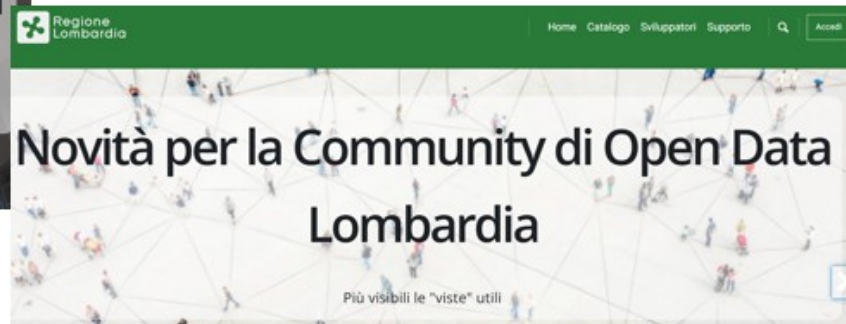 Regione
Lombardia
Home Catalogo Sviluppatori Supporto Accedi
Novità per la Community di Open Data
Lombardia
Più visibili le "viste" utili